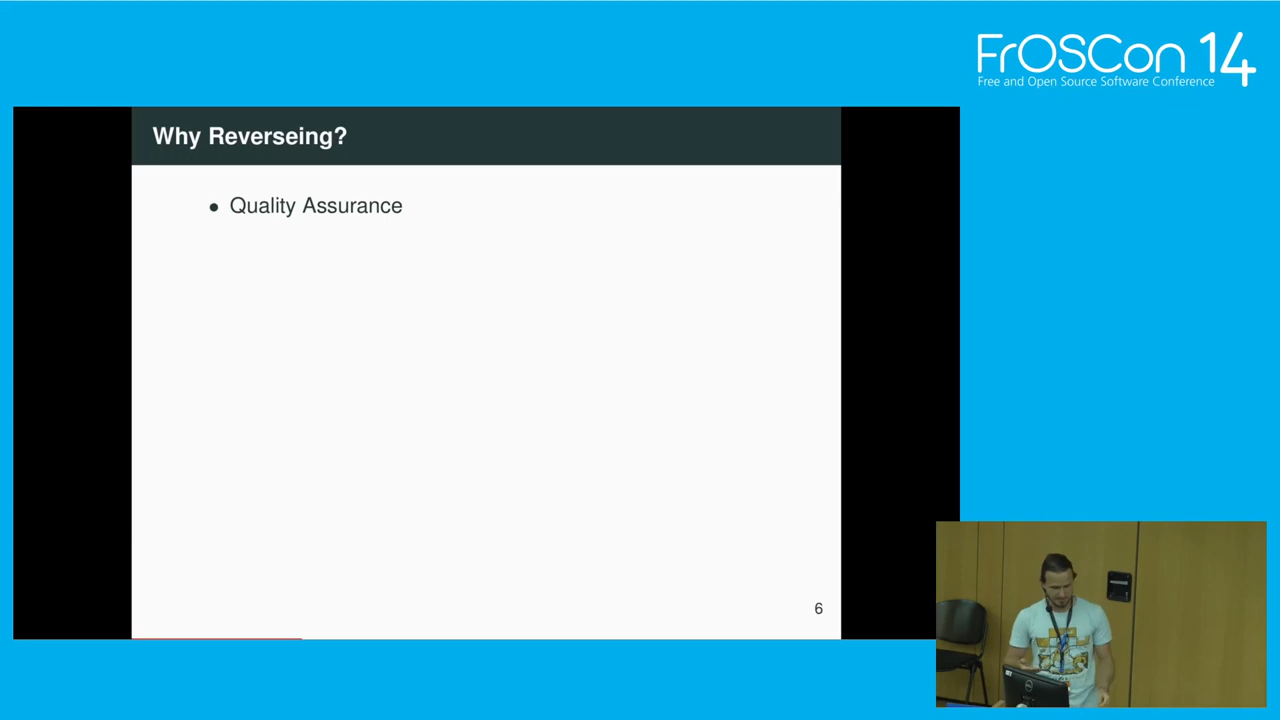 FrOSCon 14
Free and Open Source Software Conference
Why Reverseing?
• Quality Assurance
6